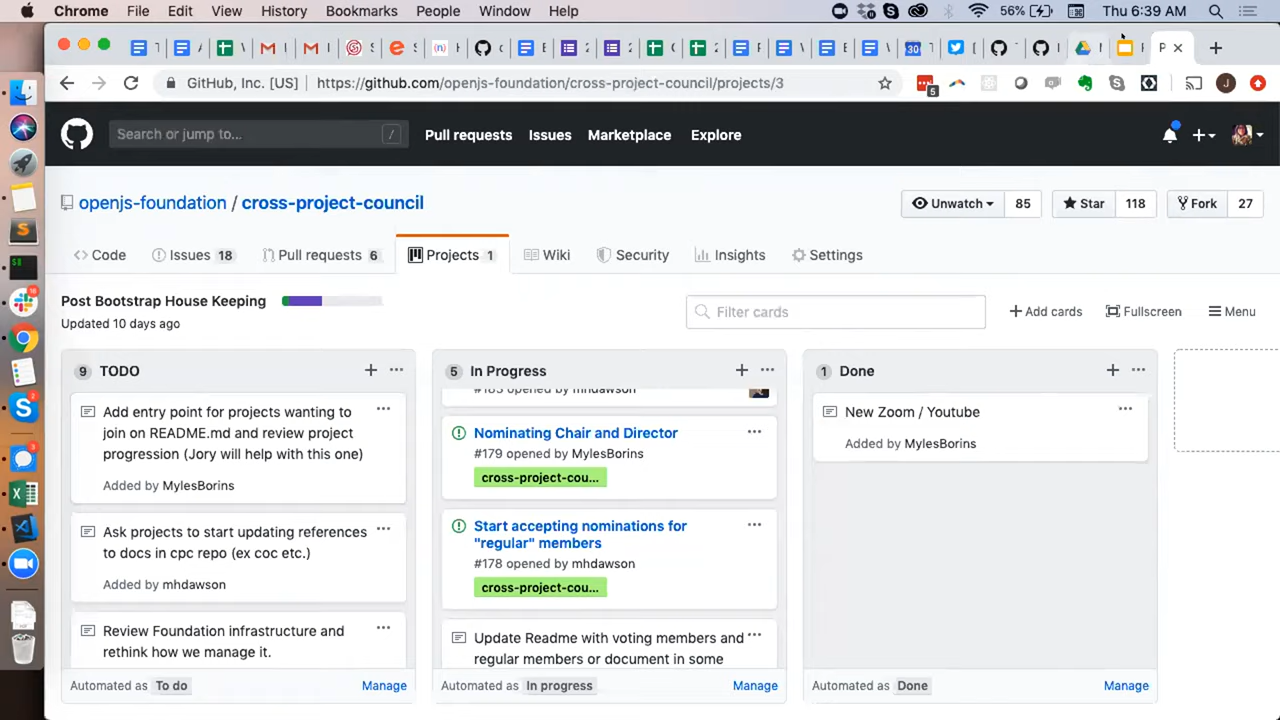 Chrome File Edit View History Bookmarks People Window Help 56% Thu 6:39 AM
GitHub, Inc. [US] https://github.com/openjs-foundation/cross-project-council/projects/3
5
J
Search or jump to... / Pull requests Issues Marketplace Explore
openjs-foundation / cross-project-council
Unwatch 85 Star 118 Fork 27
Code Issues 18 Pull requests 6 Projects 1 Wiki Security Insights Settings
Post Bootstrap House Keeping
Updated 10 days ago
Filter cards
Add cards Fullscreen Menu
9 TODO
Add entry point for projects wanting to
join on README.md and review project
progression (Jory will help with this one)
Added by MylesBorins
Ask projects to start updating references
to docs in cpc repo (ex coc etc.)
Added by mhdawson
Review Foundation infrastructure and
rethink how we manage it.
Automated as To do Manage
5 In Progress
#183 opened by mhdawson
Nominating Chair and Director
#179 opened by MylesBorins
cross-project-cou...
Start accepting nominations for
"regular" members
#178 opened by mhdawson
cross-project-cou...
Update Readme with voting members and
regular members or document in some
Automated as In progress Manage
1 Done
New Zoom / Youtube
Added by MylesBorins
Automated as Done Manage